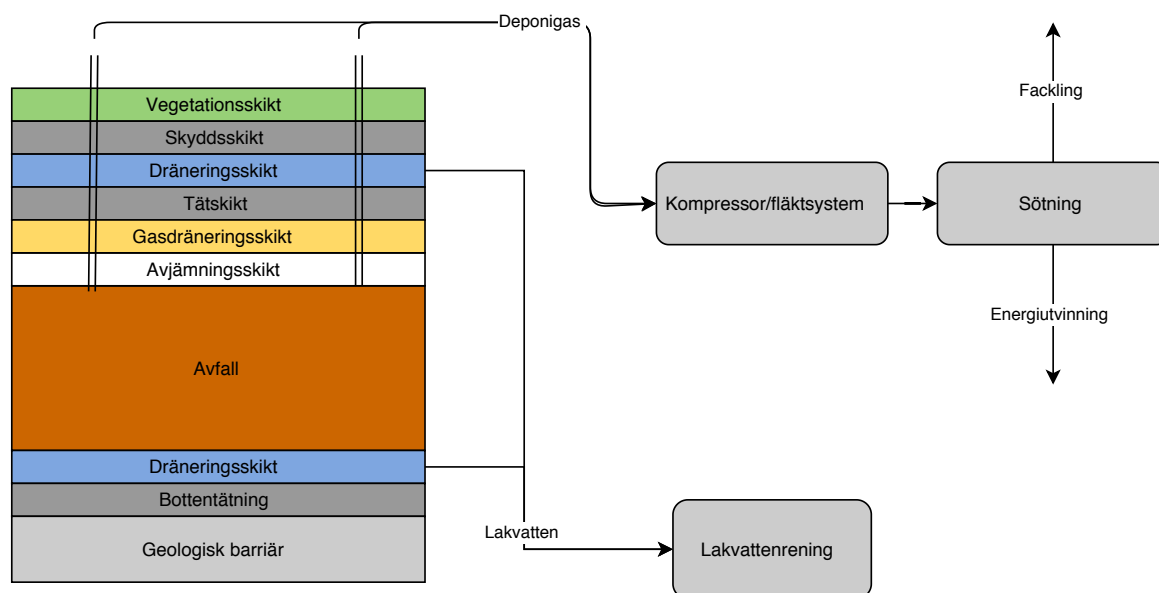 Deponigas
Vegetationsskikt
Skyddsskikt
Dräneringsskikt
Tätskikt
Gasdräneringsskikt
Avjämningsskikt
Avfall
Dräneringsskikt
Bottentätning
Geologisk barriär
Lakvatten
Lakvattenrening
Kompressor/fläktsystem
Sötning
Fackling
Energiutvinning